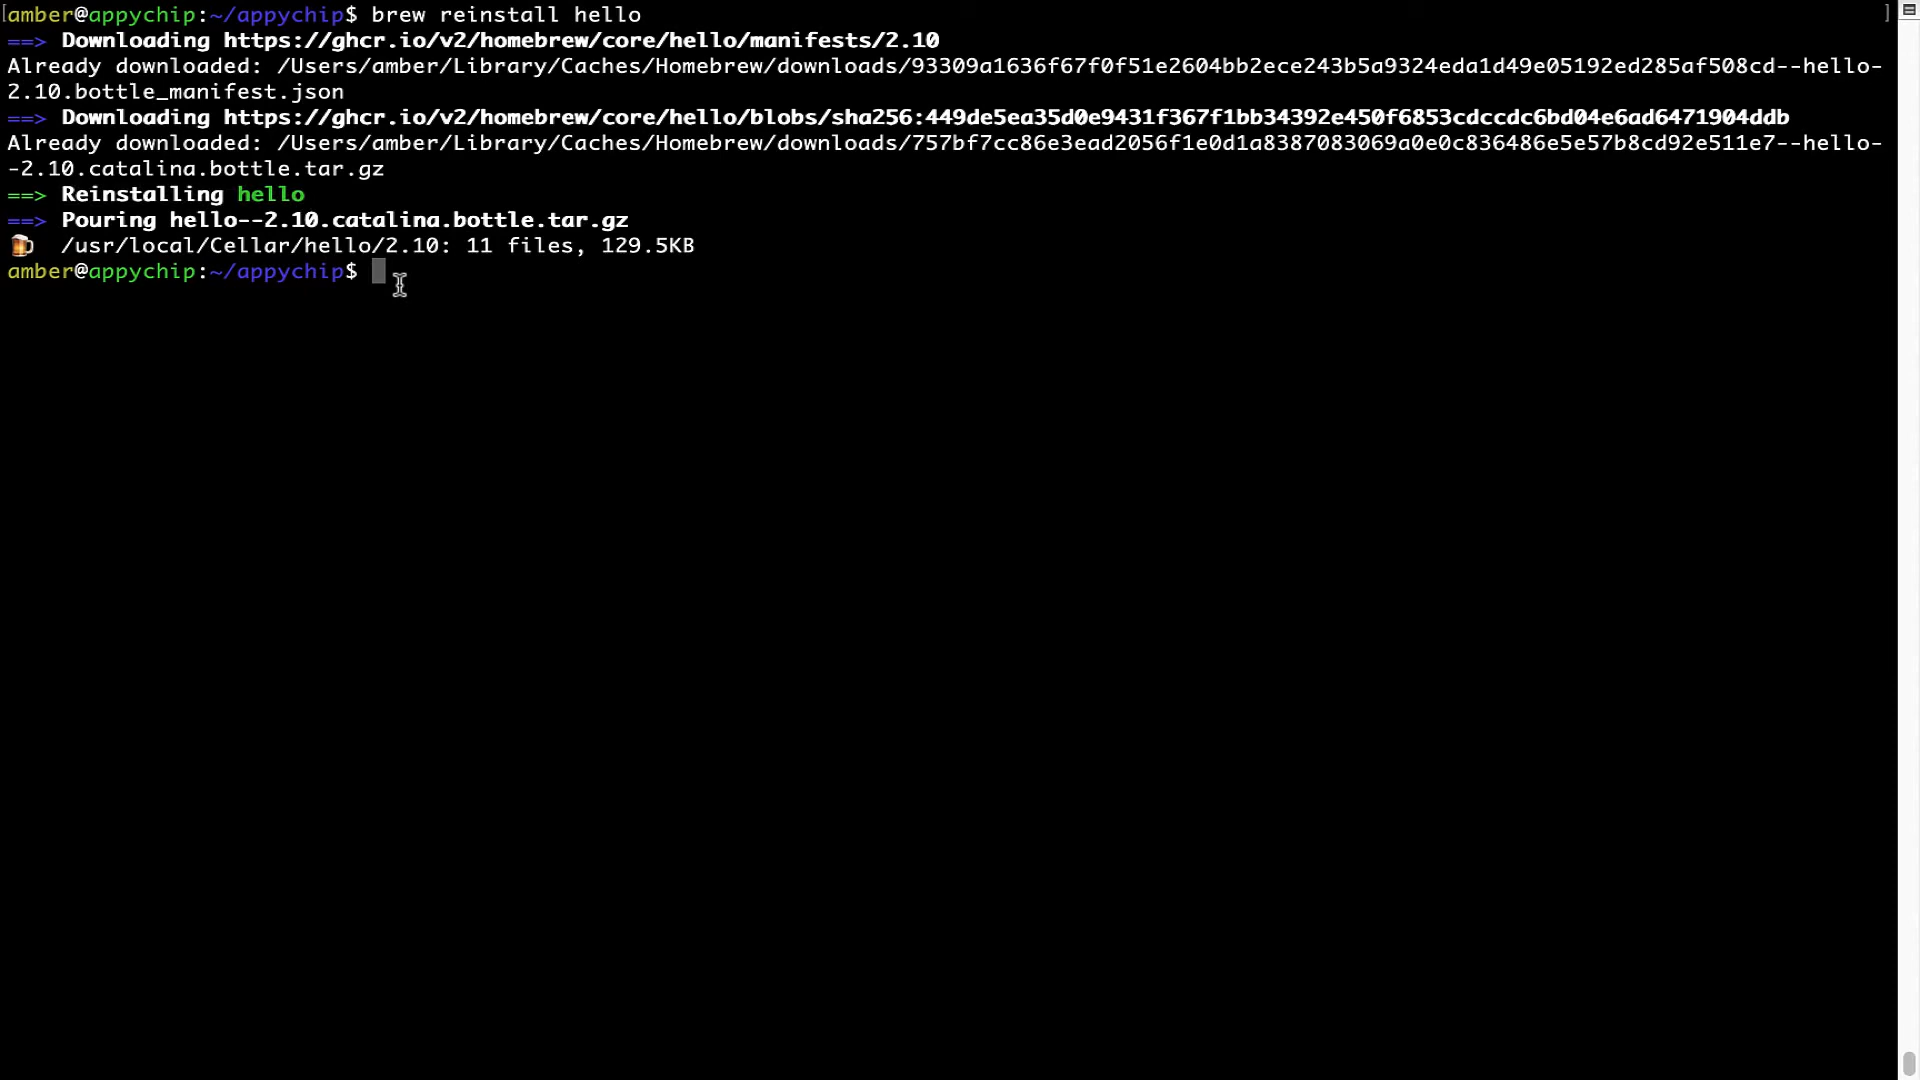 [amber@appychip:~/appychip$ brew reinstall hello ]
==> Downloading https://ghcr.io/v2/homebrew/core/hello/manifests/2.10
Already downloaded: /Users/amber/Library/Caches/Homebrew/downloads/93309a1636f67f0f51e2604bb2ece243b5a9324eda1d49e05192ed285af508cd--hello-
2.10.bottle_manifest.json
==> Downloading https://ghcr.io/v2/homebrew/core/hello/blobs/sha256:449de5ea35d0e9431f367f1bb34392e450f6853cdccdc6bd04e6ad6471904ddb
Already downloaded: /Users/amber/Library/Caches/Homebrew/downloads/757bf7cc86e3ead2056f1e0d1a8387083069a0e0c836486e5e57b8cd92e511e7--hello-
-2.10.catalina.bottle.tar.gz
==> Reinstalling hello
==> Pouring hello--2.10.catalina.bottle.tar.gz
🍺  /usr/local/Cellar/hello/2.10: 11 files, 129.5KB
amber@appychip:~/appychip$